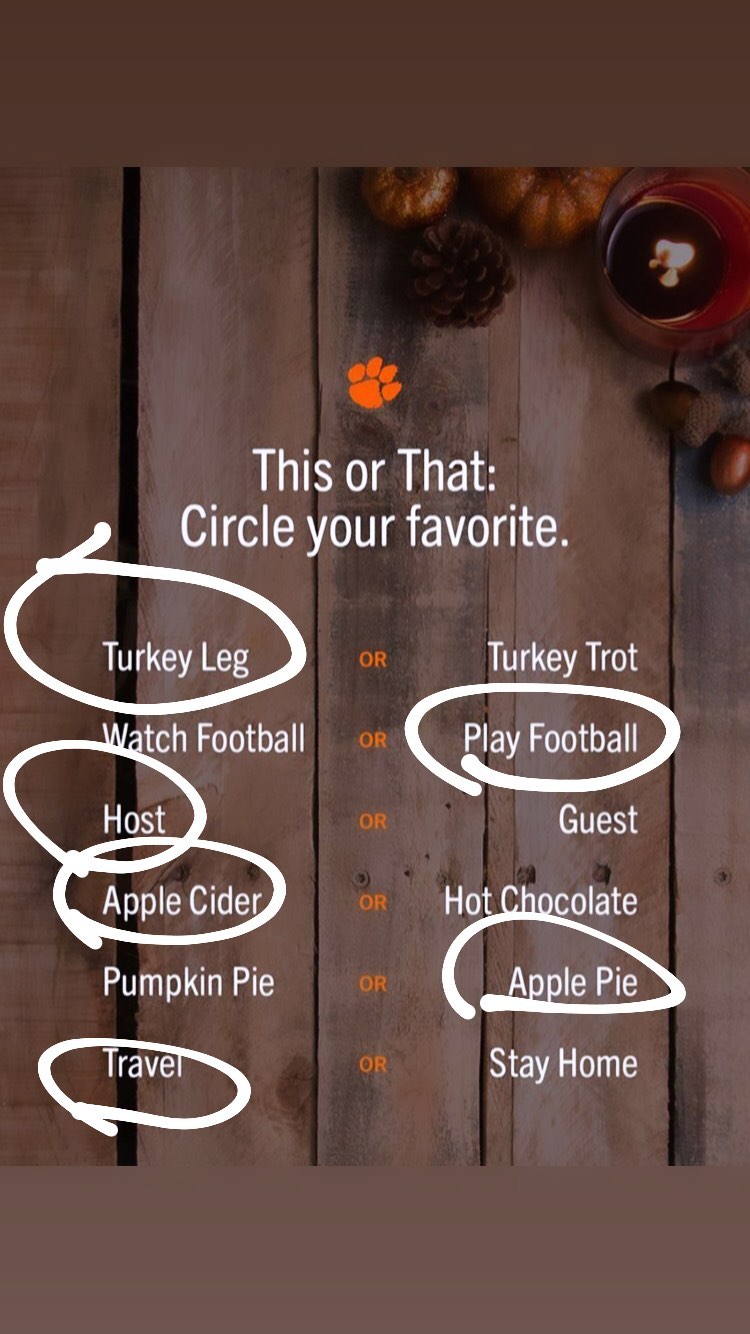 This or That:
Circle your favorite.
Turkey Leg OR Turkey Trot
Watch Football OR Play Football
Host OR Guest
Apple Cider OR Hot Chocolate
Pumpkin Pie OR Apple Pie
Travel OR Stay Home